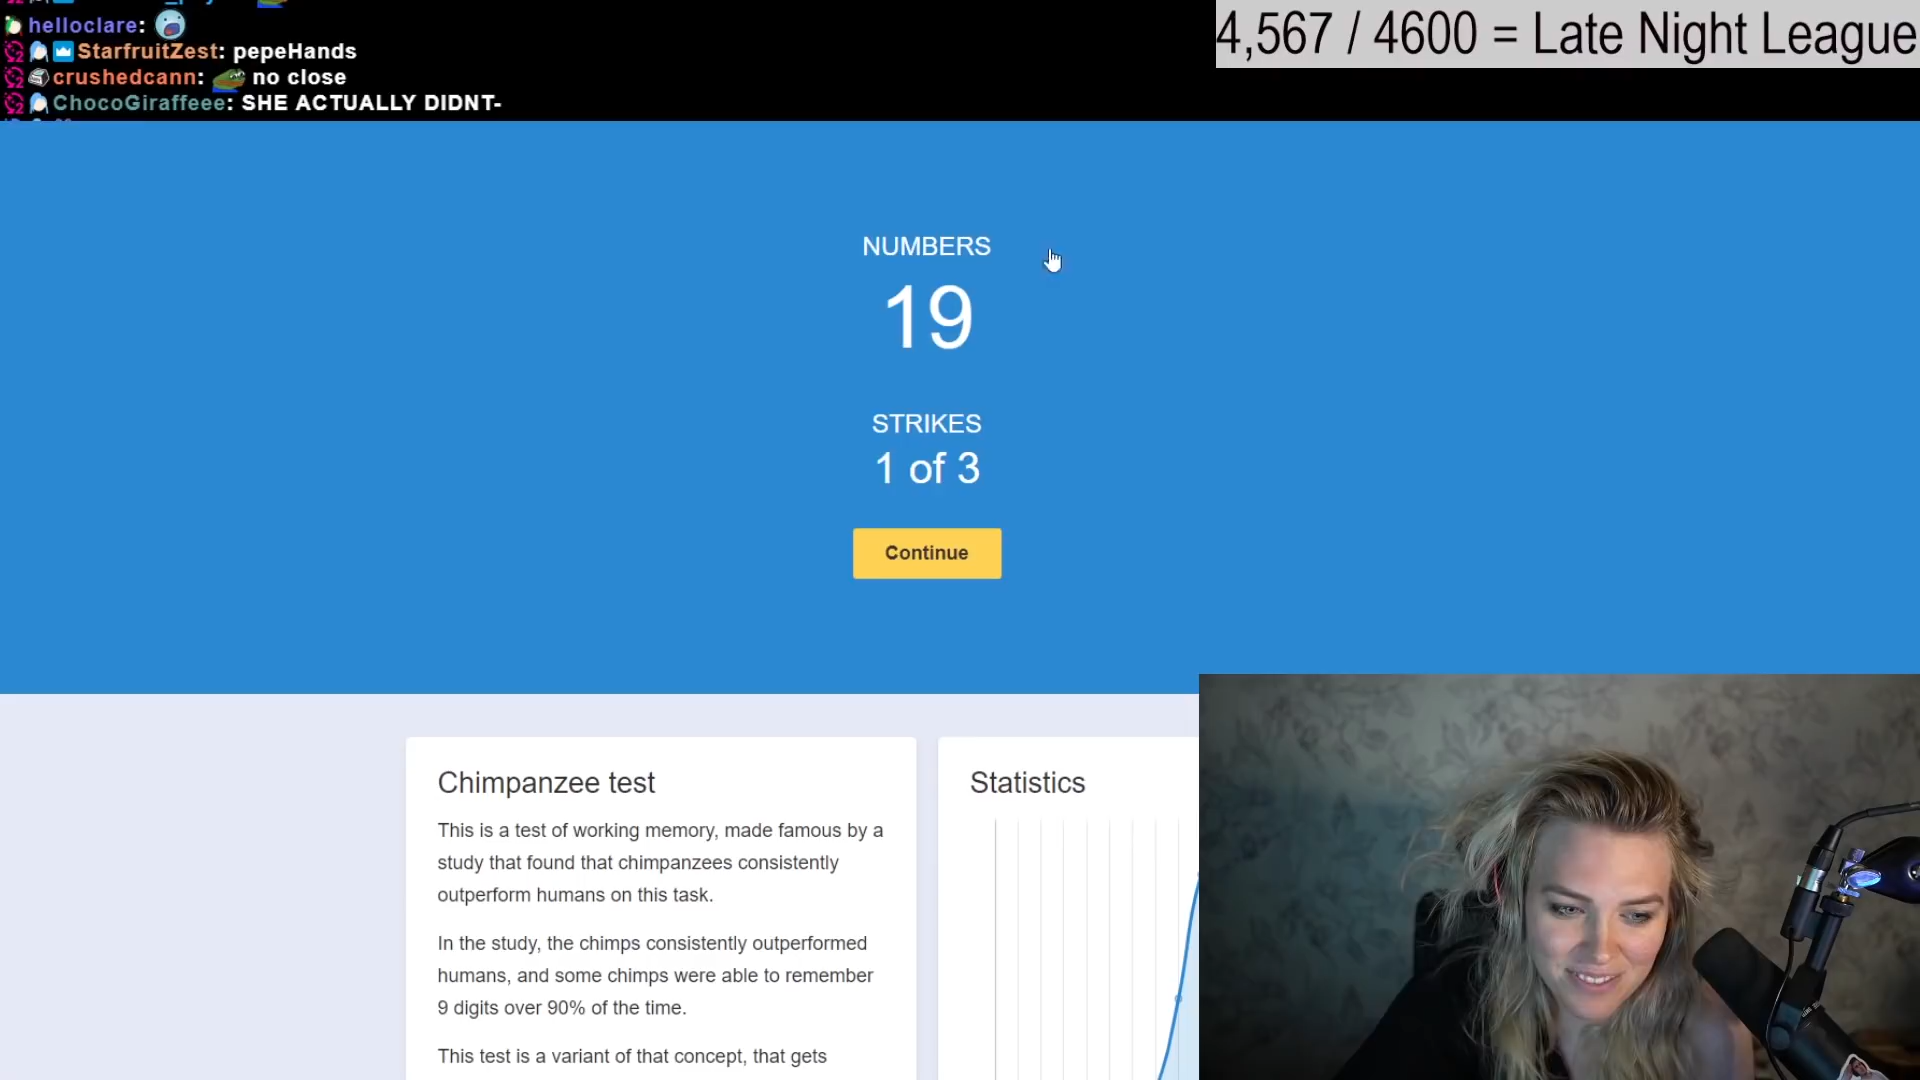 helloclare:
StarfruitZest: pepeHands
crushedcann: no close
ChocoGiraffeee: SHE ACTUALLY DIDNT-
4,567 / 4600 = Late Night League
NUMBERS
19
STRIKES
1 of 3
Continue
Chimpanzee test
This is a test of working memory, made famous by a
study that found that chimpanzees consistently
outperform humans on this task.
In the study, the chimps consistently outperformed
humans, and some chimps were able to remember
9 digits over 90% of the time.
This test is a variant of that concept, that gets
Statistics